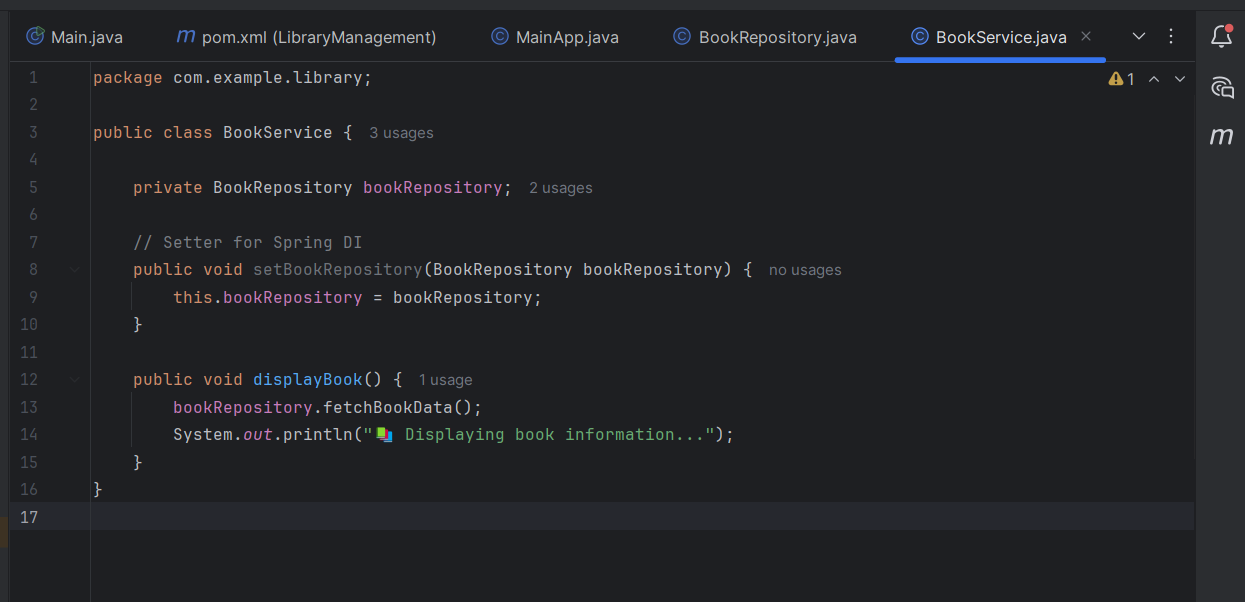 Main.java m pom.xml (LibraryManagement) C MainApp.java C BookRepository.java C BookService.java
1 package com.example.library; 1
2
3 public class BookService { 3 usages
4
5 private BookRepository bookRepository; 2 usages
6
7 // Setter for Spring DI
8 public void setBookRepository(BookRepository bookRepository) { no usages
9 this.bookRepository = bookRepository;
10 }
11
12 public void displayBook() { 1 usage
13 bookRepository.fetchBookData();
14 System.out.println("📚 Displaying book information...");
15 }
16 }
17
m